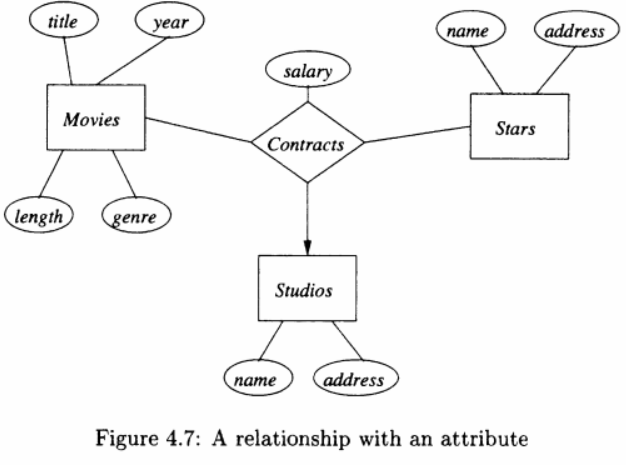 title
year
name
address
salary
Movies
Contracts
Stars
length
genre
Studios
name
address
Figure 4.7: A relationship with an attribute